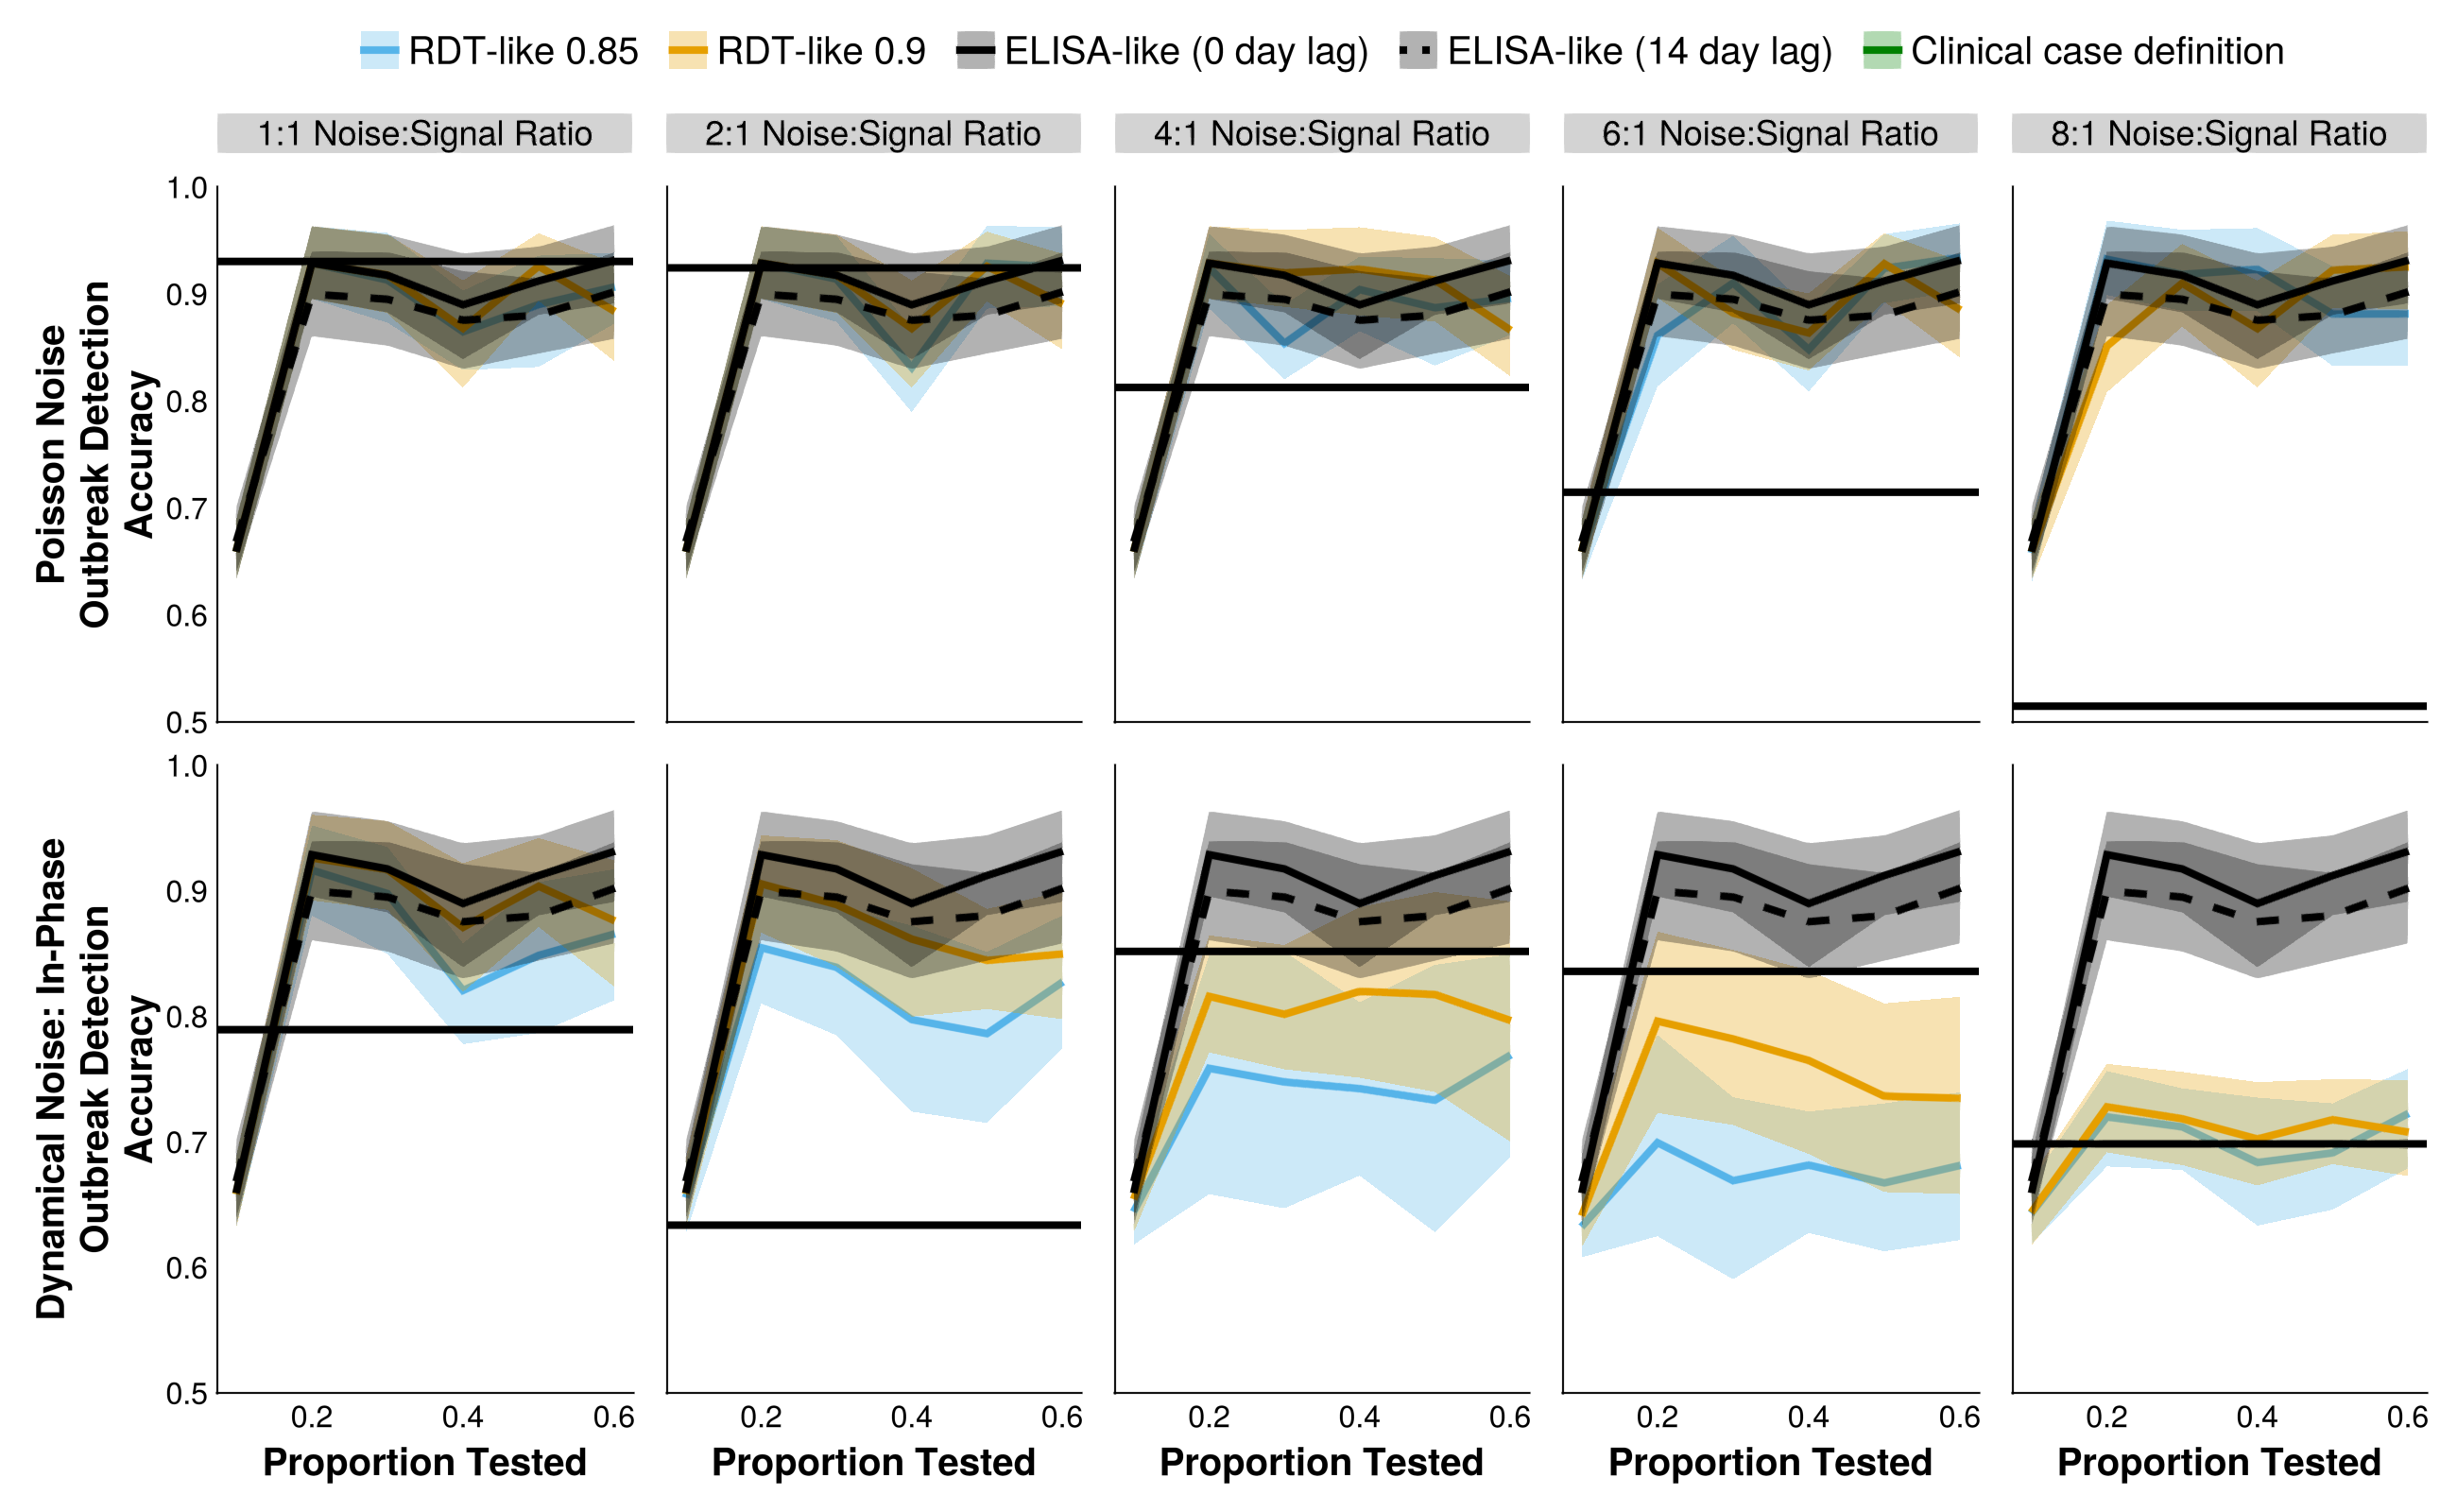 RDT-like 0.85 RDT-like 0.9 ELISA-like (0 day lag) ELISA-like (14 day lag) Clinical case definition
1:1 Noise:Signal Ratio 2:1 Noise:Signal Ratio 4:1 Noise:Signal Ratio 6:1 Noise:Signal Ratio 8:1 Noise:Signal Ratio
Poisson Noise
Outbreak Detection
Accuracy
1.0
0.9
0.8
0.7
0.6
0.5
Dynamical Noise: In-Phase
Outbreak Detection
Accuracy
1.0
0.9
0.8
0.7
0.6
0.5
0.2 0.4 0.6 0.2 0.4 0.6 0.2 0.4 0.6 0.2 0.4 0.6 0.2 0.4 0.6
Proportion Tested Proportion Tested Proportion Tested Proportion Tested Proportion Tested